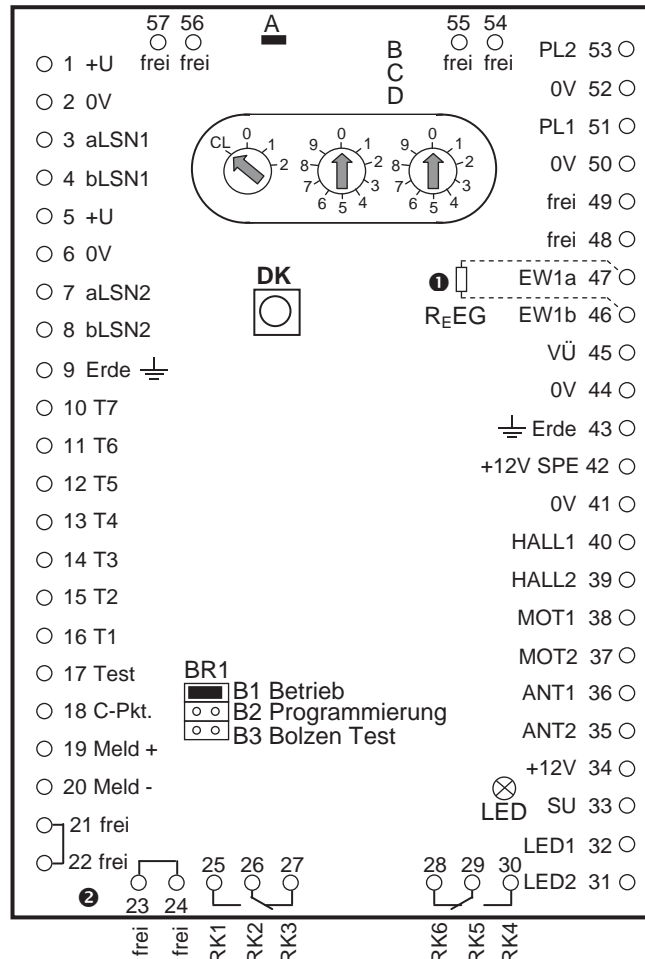 57 56
frei frei
A
B
C
D
55 54
frei frei
1 +U
2 0V
3 aLSN1
4 bLSN1
5 +U
6 0V
7 aLSN2
8 bLSN2
9 Erde
10 T7
11 T6
12 T5
13 T4
14 T3
15 T2
16 T1
17 Test
18 C-Pkt.
19 Meld +
20 Meld -
21 frei
22 frei
CL 0 1 2
0 1 2 3 4 5 6 7 8 9
0 1 2 3 4 5 6 7 8 9
DK
❶
REEG
BR1
B1 Betrieb
B2 Programmierung
B3 Bolzen Test
LED
PL2 53
0V 52
PL1 51
0V 50
frei 49
frei 48
EW1a 47
EW1b 46
VÜ 45
0V 44
Erde 43
+12V SPE 42
0V 41
HALL1 40
HALL2 39
MOT1 38
MOT2 37
ANT1 36
ANT2 35
+12V 34
SU 33
LED1 32
LED2 31
❷
23 24
frei frei
25 26 27
RK1 RK2 RK3
28 29 30
RK6 RK5 RK4